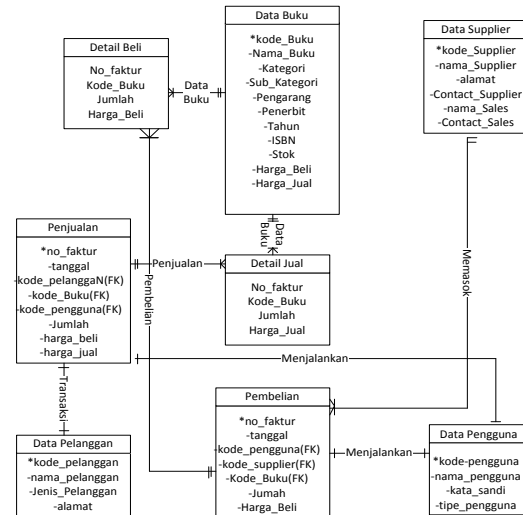 Data Buku
*kode_Buku
-Nama_Buku
-Kategori
-Sub_Kategori
-Pengarang
-Penerbit
-Tahun
-ISBN
-Stok
-Harga_Beli
-Harga_Jual
Data Supplier
*kode_Supplier
-nama_Supplier
-alamat
-Contact_Supplier
-nama_Sales
-Contact_Sales
Detail Beli
No_faktur
Kode_Buku
Jumlah
Harga_Beli
Data
Buku
Data
Buku
Penjualan
*no_faktur
-tanggal
-kode_pelanggaN(FK)
-kode_Buku(FK)
-kode_pengguna(FK)
-Jumlah
-harga_beli
-harga_jual
Penjualan
Pembelian
Detail Jual
No_faktur
Kode_Buku
Jumlah
Harga_Jual
Memasok
Menjalankan
Transaksi
Pembelian
*no_faktur
-tanggal
-kode_pengguna(FK)
-kode_supplier(FK)
-Kode_Buku(FK)
-Jumah
-Harga_Beli
Menjalankan
Data Pelanggan
*kode_pelanggan
-nama_pelanggan
-Jenis_Pelanggan
-alamat
Data Pengguna
*kode-pengguna
-nama_pengguna
-kata_sandi
-tipe_pengguna